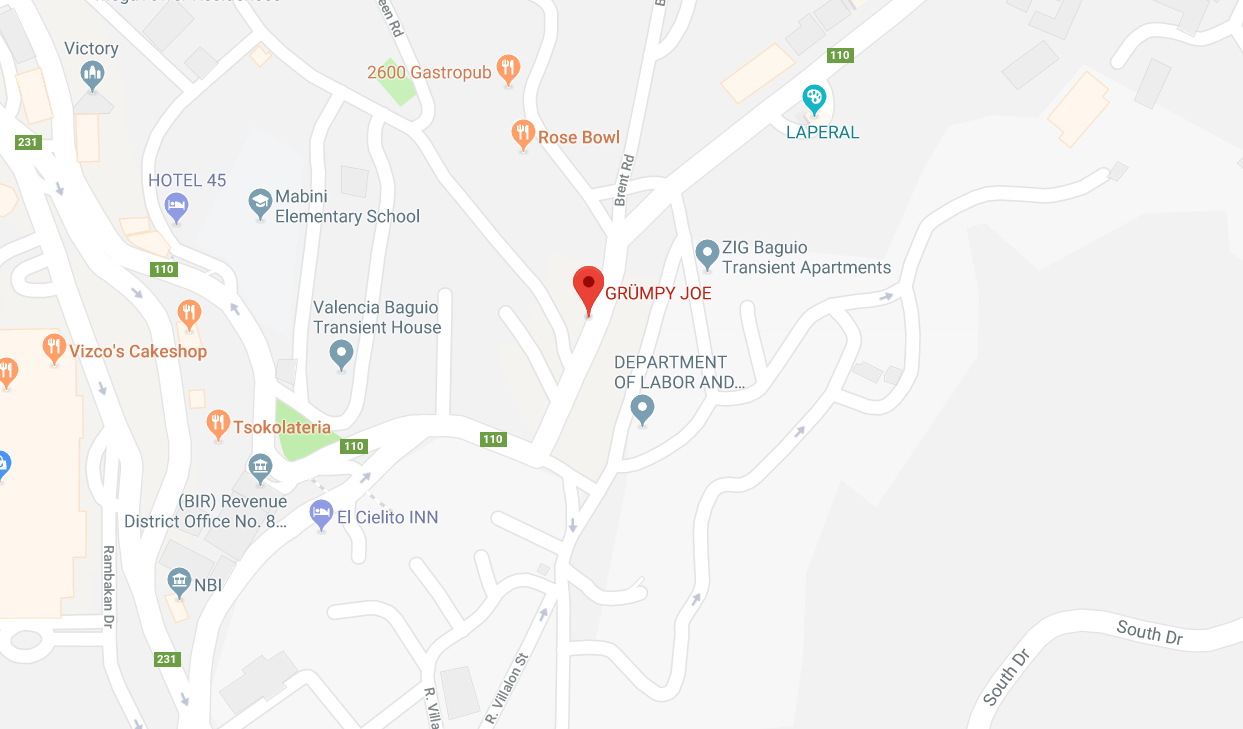 Victory
2600 Gastropub
110
LAPERAL
Rose Bowl
231
Brent Rd
HOTEL 45
Mabini
Elementary School
ZIG Baguio
Transient Apartments
110
GRÜMPY JOE
Valencia Baguio
Transient House
Vizco's Cakeshop
DEPARTMENT
OF LABOR AND...
Tsokolateria
110
110
(BIR) Revenue
District Office No. 8...
El Cielito INN
Rambakan Dr
NBI
231
R. Villa
R. Villalon St
South Dr
South Dr